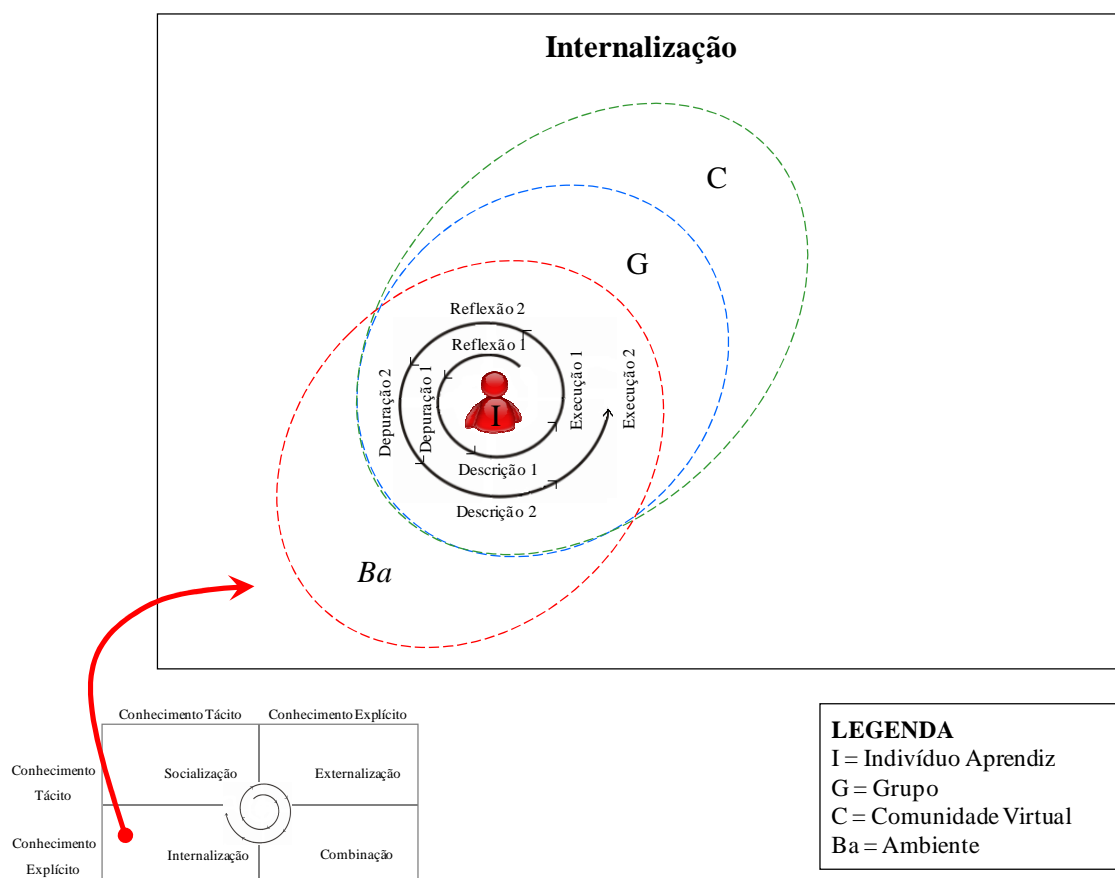 Internalização
C
G
Reflexão 2
Reflexão 1
Depuração 2
Depuração 1
I
Execução 1
Execução 2
Descrição 1
Descrição 2
Ba
Conhecimento Tácito
Conhecimento Explícito
Conhecimento
Tácito
Socialização
Externalização
Conhecimento
Explícito
Internalização
Combinação
LEGENDA
I = Indivíduo Aprendiz
G = Grupo
C = Comunidade Virtual
Ba = Ambiente